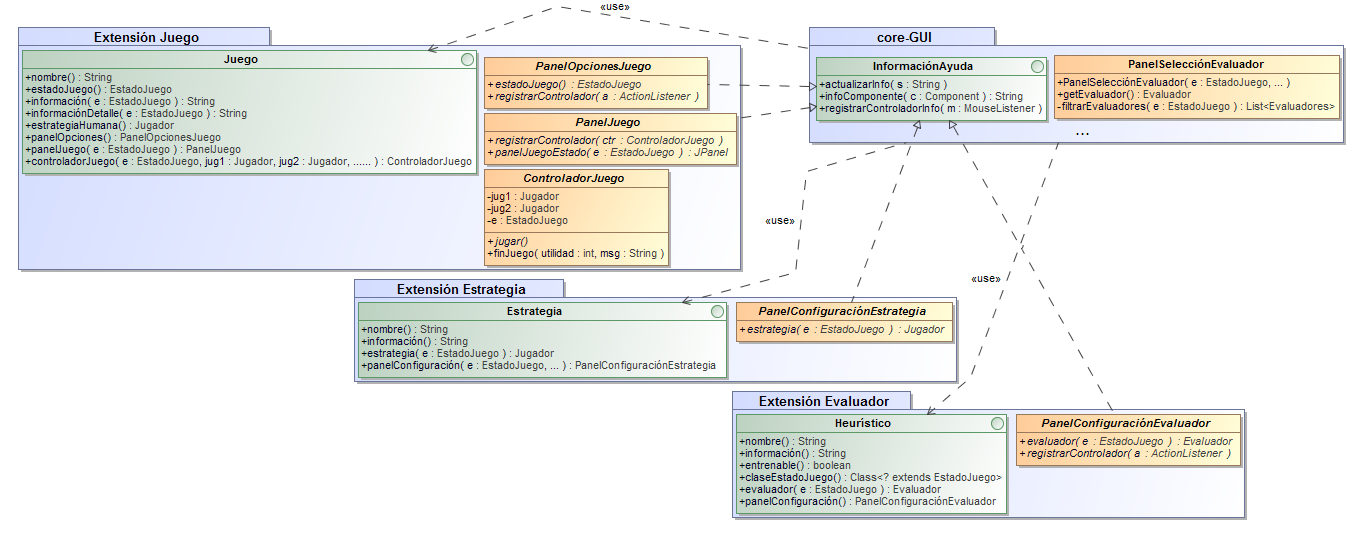 «use»
Extensión Juego
Juego
+nombre() : String
+estadoJuego() : EstadoJuego
+información( e : EstadoJuego ) : String
+informaciónDetalle( e : EstadoJuego ) : String
+estrategiaHumana() : Jugador
+panelOpciones() : PanelOpcionesJuego
+panelJuego( e : EstadoJuego ) : PanelJuego
+controladorJuego( e : EstadoJuego, jug1 : Jugador, jug2 : Jugador, ...... ) : ControladorJuego
PanelOpcionesJuego
+estadoJuego() : EstadoJuego
+registrarControlador( a : ActionListener )
PanelJuego
+registrarControlador( ctr : ControladorJuego )
+panelJuegoEstado( e : EstadoJuego ) : JPanel
ControladorJuego
-jug1 : Jugador
-jug2 : Jugador
-e : EstadoJuego
+jugar()
+finJuego( utilidad : int, msg : String )
core-GUI
InformaciónAyuda
+actualizarInfo( s : String )
+infoComponente( c : Component ) : String
+registrarControladorInfo( m : MouseListener )
PanelSelecciónEvaluador
+PanelSelecciónEvaluador( e : EstadoJuego, ... )
+getEvaluador() : Evaluador
-filtrarEvaluadores( e : EstadoJuego ) : List<Evaluadores>
...
«use»
«use»
Extensión Estrategia
Estrategia
+nombre() : String
+información() : String
+estrategia( e : EstadoJuego ) : Jugador
+panelConfiguración( e : EstadoJuego, ... ) : PanelConfiguraciónEstrategia
PanelConfiguraciónEstrategia
+estrategia( e : EstadoJuego ) : Jugador
Extensión Evaluador
Heurístico
+nombre() : String
+información() : String
+entrenable() : boolean
+claseEstadoJuego() : Class<? extends EstadoJuego>
+evaluador( e : EstadoJuego ) : Evaluador
+panelConfiguración() : PanelConfiguraciónEvaluador
PanelConfiguraciónEvaluador
+evaluador( e : EstadoJuego ) : Evaluador
+registrarControlador( a : ActionListener )